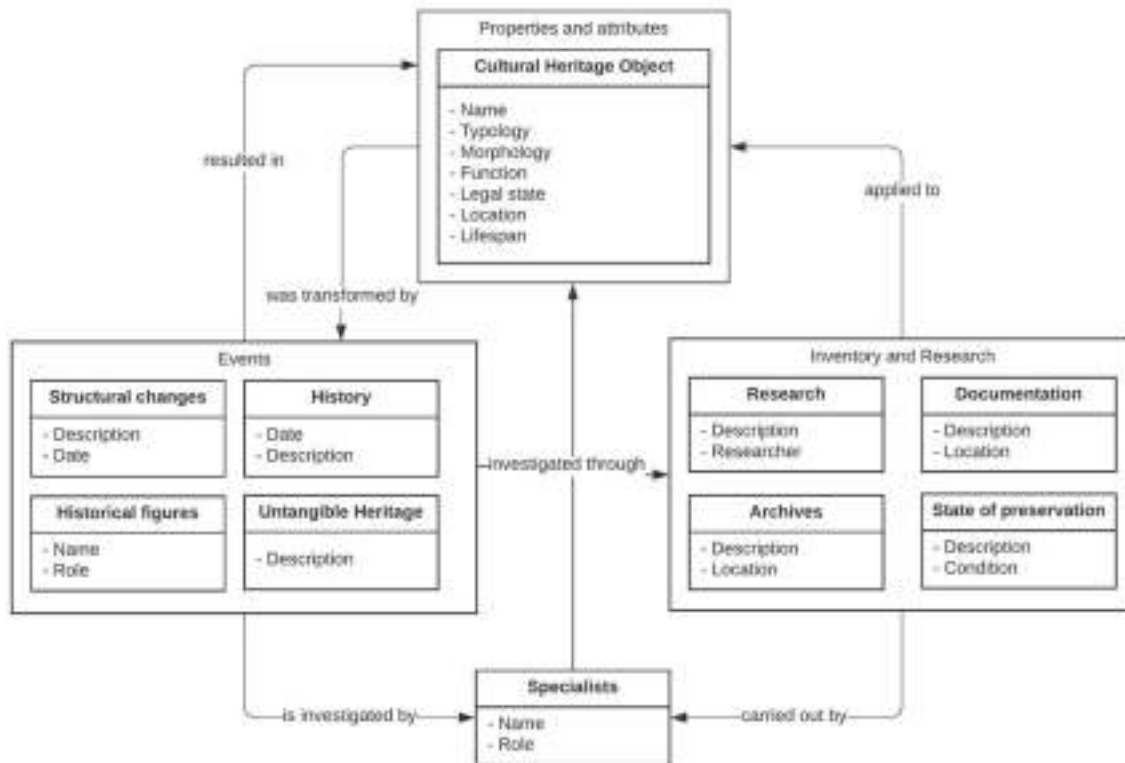 Properties and attributes
Cultural Heritage Object
- Name
- Typology
- Morphology
- Function
- Legal state
- Location
- Lifespan
resulted in
applied to
was transformed by
Events
Structural changes
- Description
- Date
History
- Date
- Description
Historical figures
- Name
- Role
Untangible Heritage
- Description
investigated through
Inventory and Research
Research
- Description
- Researcher
Documentation
- Description
- Location
Archives
- Description
- Location
State of preservation
- Description
- Condition
Specialists
- Name
- Role
is investigated by
carried out by